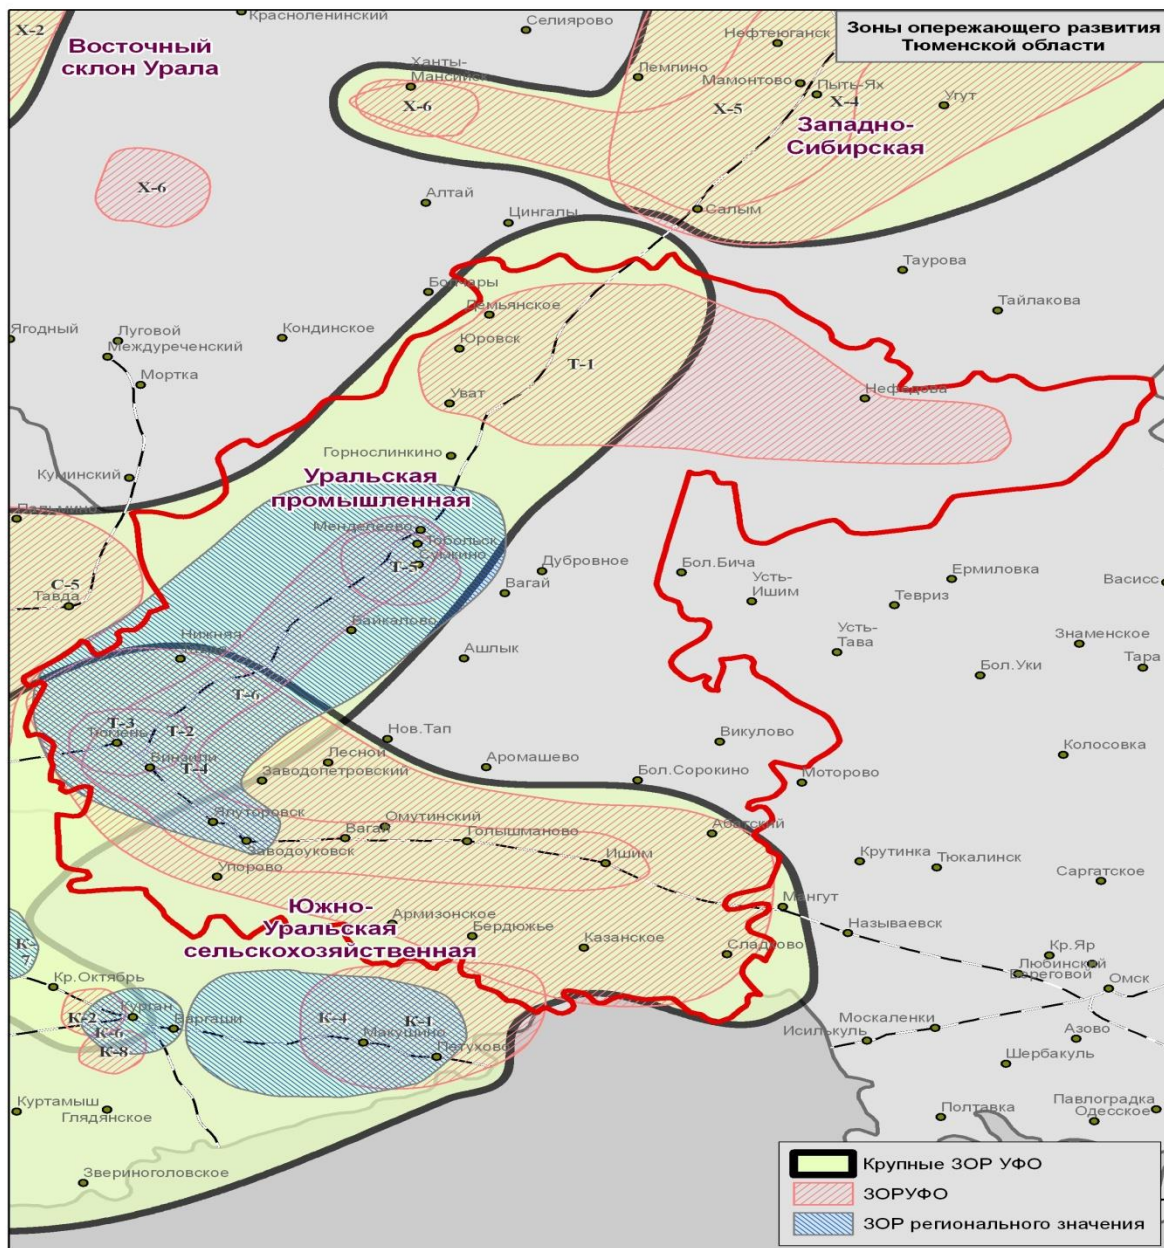 Зоны опережающего развития
Тюменской области
Красноленинский
Селиярово
Нефтеюганск
Х-2
Восточный
склон Урала
Ханты-
Мансийск
Лемпино
Мамонтово
Пыть-Ях
Угут
Х-6
Х-5
Х-4
Западно-
Сибирская
Х-6
Алтай
Цингалы
Салым
Таурова
Тайлакова
Болчары
Демьянское
Ягодный
Луговой
Кондинское
Междуреченский
Юровск
Мортка
Т-1
Уват
Нефедова
Горнослинкино
Куминский
Уральская
промышленная
Менделеево
Тобольск
Сумкино
Т-5
Дубровное
Бол.Бича
Усть-
Ишим
Ермиловка
Васисс
С-5
Тавда
Вагай
Тевриз
Байкалово
Нижняя
Ашлык
Усть-
Тава
Знаменское
Тара
Бол.Уки
Т-6
Т-3
Тюмень
Т-2
Нов.Тап
Викулово
Колосовка
Винзили
Т-4
Лесной
Аромашево
Заводопетровский
Бол.Сорокино
Моторово
Ялуторовск
Омутинский
Вагай
Голышманово
Абатский
Заводоуковск
Ишим
Крутинка
Тюкалинск
Саргатское
Упорово
Южно-
Уральская
сельскохозяйственная
Армизонское
Бердюжье
Казанское
Сладково
Мангут
Называевск
К-
7
Кр.Октябрь
Кр.Яр
Любинский
Береговой
Омск
К-2
Курган
К-6
К-8
Варгаши
К-4
К-1
Макушино
Петухово
Исилькуль
Москаленки
Азово
Шербакуль
Куртамыш
Глядянское
Полтавка
Павлоградка
Одесское
Звериноголовское
Крупные ЗОР УФО
ЗОРУФО
ЗОР регионального значения